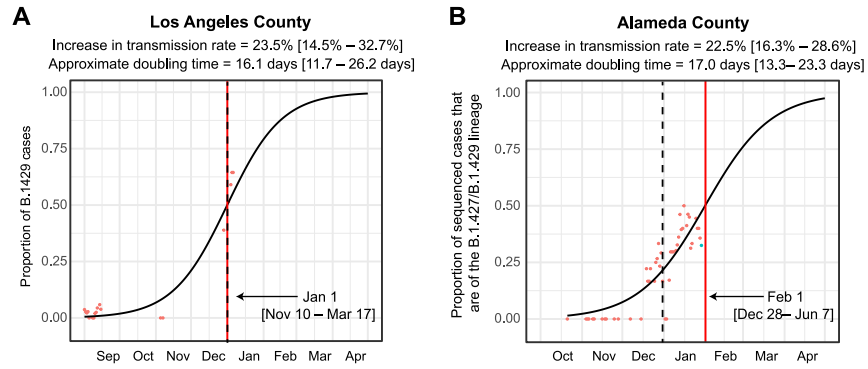 A
Los Angeles County
Increase in transmission rate = 23.5% [14.5% – 32.7%]
Approximate doubling time = 16.1 days [11.7 – 26.2 days]
Proportion of B.1429 cases
1.00
0.75
0.50
0.25
0.00
Jan 1
[Nov 10 – Mar 17]
Sep Oct Nov Dec Jan Feb Mar Apr
B
Alameda County
Increase in transmission rate = 22.5% [16.3% – 28.6%]
Approximate doubling time = 17.0 days [13.3– 23.3 days]
Proportion of sequenced cases that
are of the B.1.427/B.1.429 lineage
1.00
0.75
0.50
0.25
0.00
Feb 1
[Dec 28– Jun 7]
Oct Nov Dec Jan Feb Mar Apr